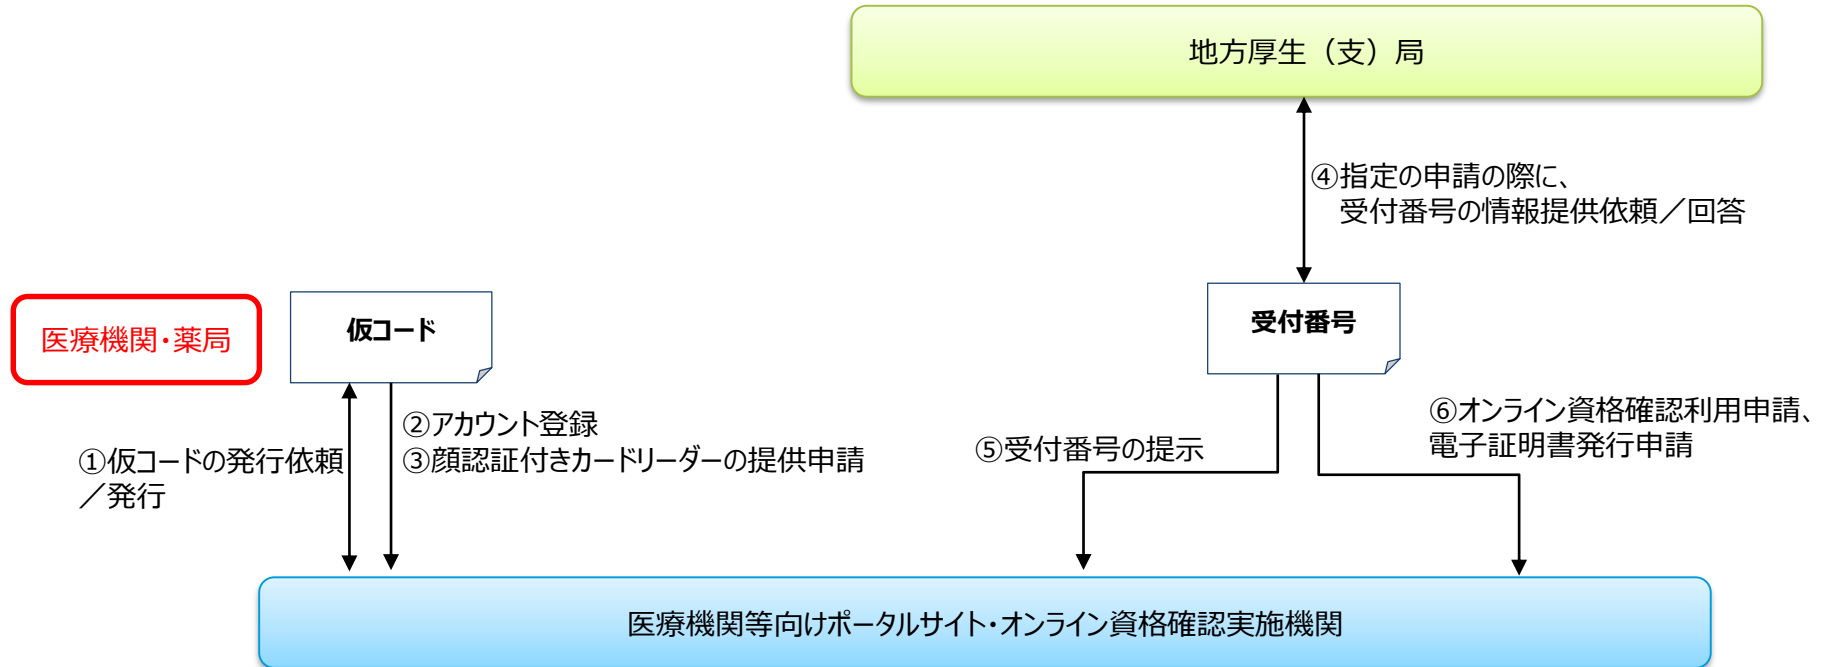 地方厚生（支）局
④指定の申請の際に、
受付番号の情報提供依頼／回答
医療機関・薬局
仮コード
受付番号
①仮コードの発行依頼
／発行
②アカウント登録
③顔認証付きカードリーダーの提供申請
⑤受付番号の提示
⑥オンライン資格確認利用申請、
電子証明書発行申請
医療機関等向けポータルサイト・オンライン資格確認実施機関